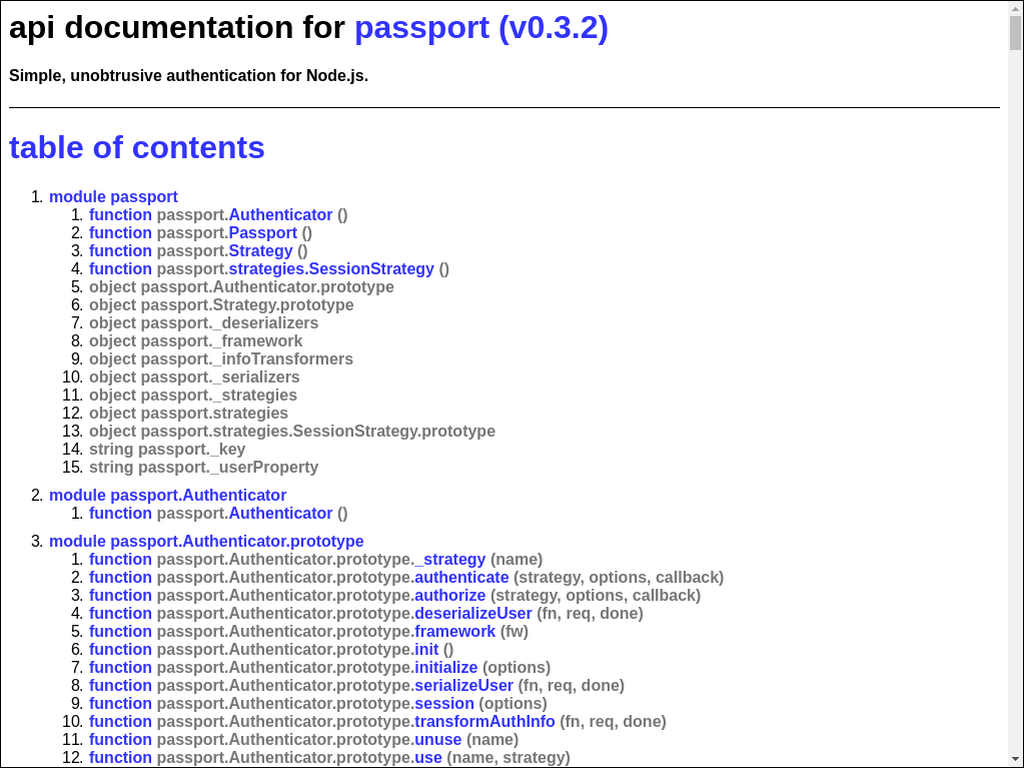 api documentation for passport (v0.3.2)
Simple, unobtrusive authentication for Node.js.
table of contents
1. module passport
1. function passport.Authenticator ()
2. function passport.Passport ()
3. function passport.Strategy ()
4. function passport.strategies.SessionStrategy ()
5. object passport.Authenticator.prototype
6. object passport.Strategy.prototype
7. object passport._deserializers
8. object passport._framework
9. object passport._infoTransformers
10. object passport._serializers
11. object passport._strategies
12. object passport.strategies
13. object passport.strategies.SessionStrategy.prototype
14. string passport._key
15. string passport._userProperty
2. module passport.Authenticator
1. function passport.Authenticator ()
3. module passport.Authenticator.prototype
1. function passport.Authenticator.prototype._strategy (name)
2. function passport.Authenticator.prototype.authenticate (strategy, options, callback)
3. function passport.Authenticator.prototype.authorize (strategy, options, callback)
4. function passport.Authenticator.prototype.deserializeUser (fn, req, done)
5. function passport.Authenticator.prototype.framework (fw)
6. function passport.Authenticator.prototype.init ()
7. function passport.Authenticator.prototype.initialize (options)
8. function passport.Authenticator.prototype.serializeUser (fn, req, done)
9. function passport.Authenticator.prototype.session (options)
10. function passport.Authenticator.prototype.transformAuthInfo (fn, req, done)
11. function passport.Authenticator.prototype.unuse (name)
12. function passport.Authenticator.prototype.use (name, strategy)